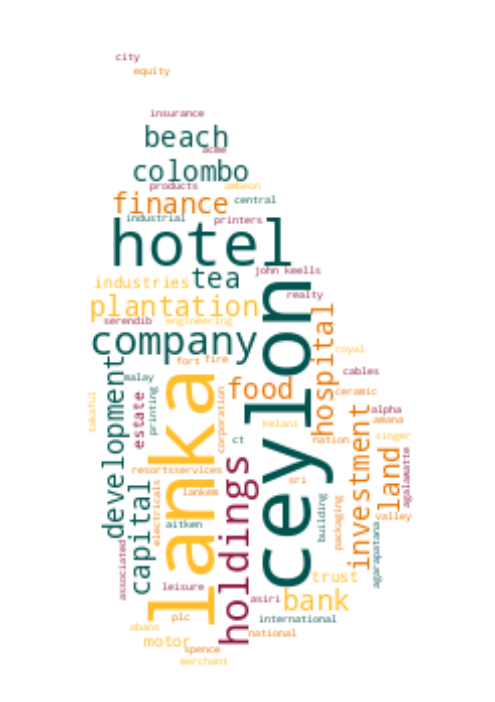 city
equity
insurance
beach
acme
colombo
products
ambeon
finance
central
industrial
printers
hotel
john keells
tea
industries
realty
plantation
serendib
engineering
ceylon
hospital
company
royal
fort
fire
cables
malay
food
development
lanka
ceramic
takaful
printing
estate
corporation
kelani
alpha
amana
investment
ct
nation
singer
land
agalawatte
holdings
resortsservices
sri
capital
electricals
lankem
building
packaging
valley
aitken
agarapatana
associated
trust
leisure
asiri
bank
plc
international
abans
national
motor
spence
merchant